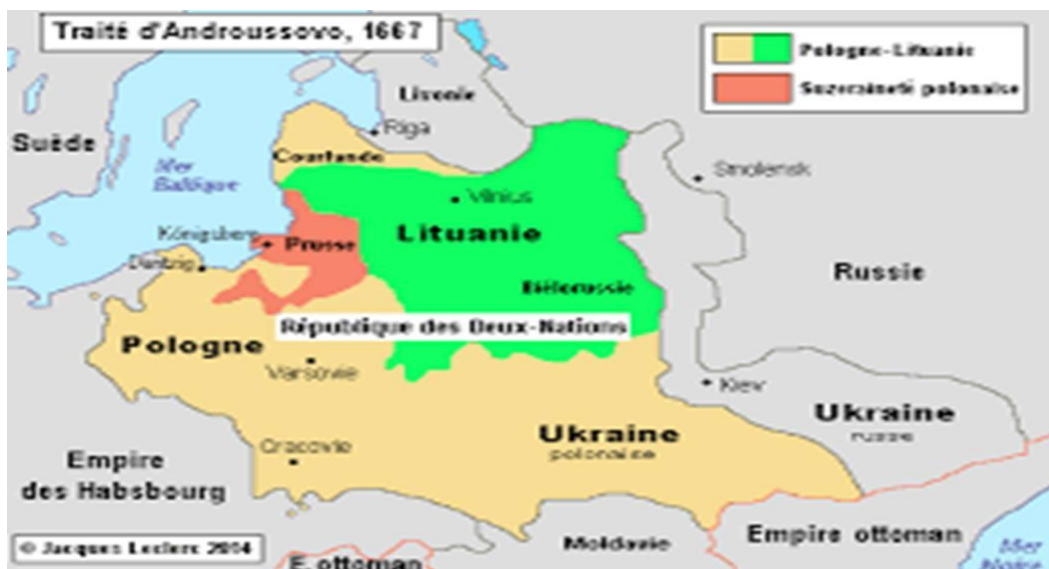 Traité d'Androussovo, 1667
Pologne-Lituanie
Suzeraineté polonaise
Livonie
Riga
Suède
Courlande
Mer
Baltique
Smolensk
Vilnius
Königsberg
Prusse
Lituanie
Dantzig
Russie
Biélorussie
République des Deux-Nations
Pologne
Varsovie
Kiev
Ukraine
russe
Ukraine
polonaise
Cracovie
Empire
des Habsbourg
Empire ottoman
Moldavie
© Jacques Leclerc 2014
E. ottoman
Mer
Noire